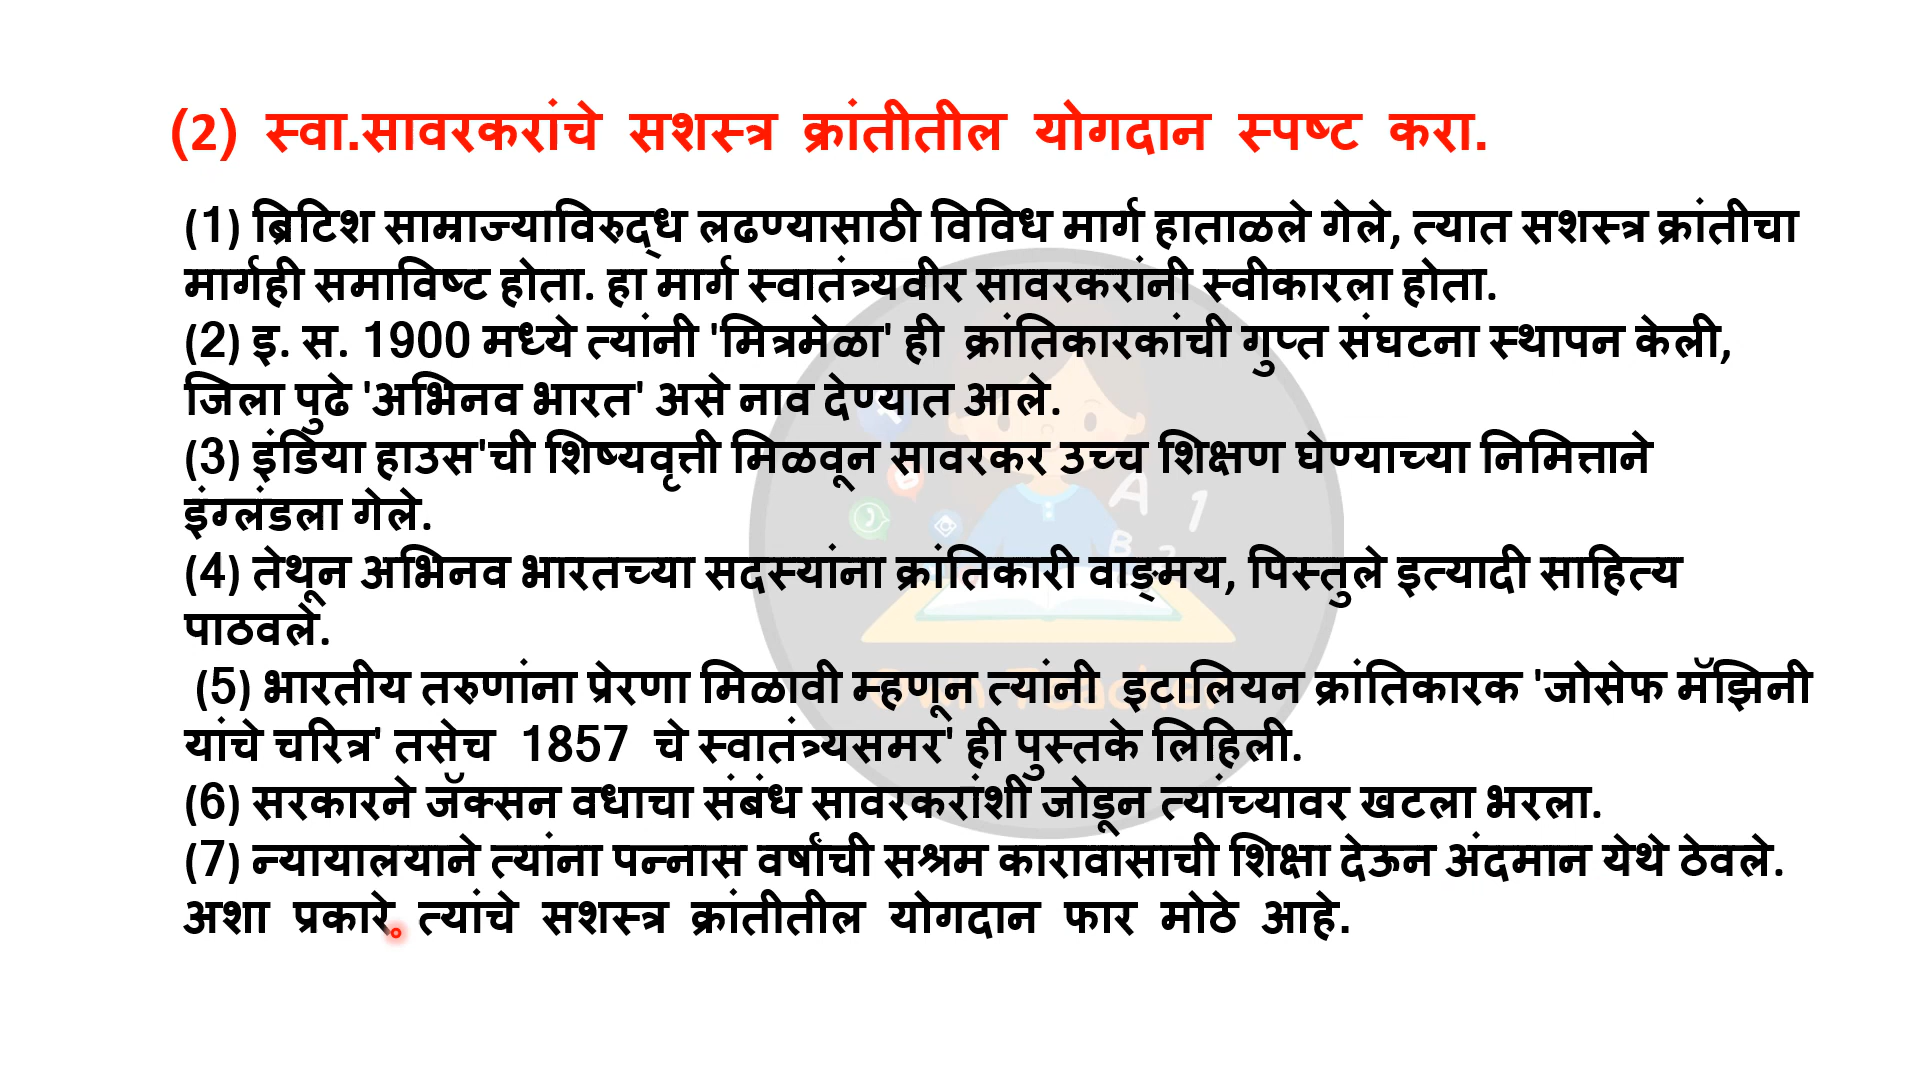 (2) स्वा.सावरकरांचे सशस्त्र क्रांतीतील योगदान स्पष्ट करा.
(1) ब्रिटिश साम्राज्याविरुद्ध लढण्यासाठी विविध मार्ग हाताळले गेले, त्यात सशस्त्र क्रांतीचा
मार्गही समाविष्ट होता. हा मार्ग स्वातंत्र्यवीर सावरकरांनी स्वीकारला होता.
(2) इ. स. 1900 मध्ये त्यांनी 'मित्रमेळा' ही क्रांतिकारकांची गुप्त संघटना स्थापन केली,
जिला पुढे 'अभिनव भारत' असे नाव देण्यात आले.
(3) इंडिया हाउस'ची शिष्यवृत्ती मिळवून सावरकर उच्च शिक्षण घेण्याच्या निमित्ताने
इंग्लंडला गेले.
(4) तेथून अभिनव भारतच्या सदस्यांना क्रांतिकारी वाङ्मय, पिस्तुले इत्यादी साहित्य
पाठवले.
(5) भारतीय तरुणांना प्रेरणा मिळावी म्हणून त्यांनी इटालियन क्रांतिकारक 'जोसेफ मॅझिनी
यांचे चरित्र' तसेच 1857 चे स्वातंत्र्यसमर' ही पुस्तके लिहिली.
(6) सरकारने जॅक्सन वधाचा संबंध सावरकरांशी जोडून त्यांच्यावर खटला भरला.
(7) न्यायालयाने त्यांना पन्नास वर्षांची सश्रम कारावासाची शिक्षा देऊन अंदमान येथे ठेवले.
अशा प्रकारे त्यांचे सशस्त्र क्रांतीतील योगदान फार मोठे आहे.